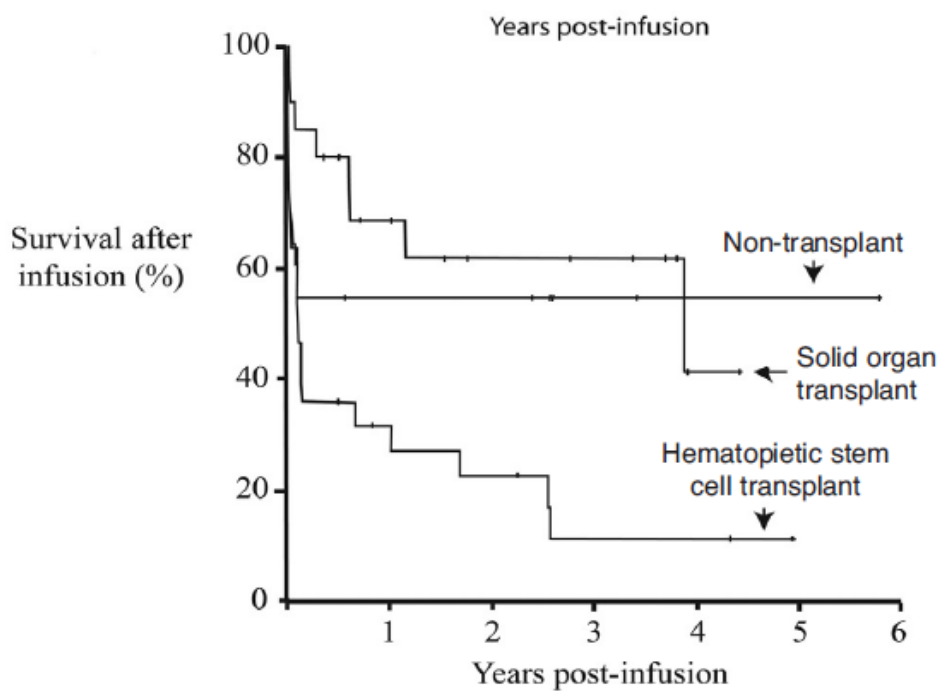 Years post-infusion
100
80
60
40
20
0
Survival after
infusion (%)
Non-transplant
Solid organ
transplant
Hematopietic stem
cell transplant
1 2 3 4 5 6
Years post-infusion